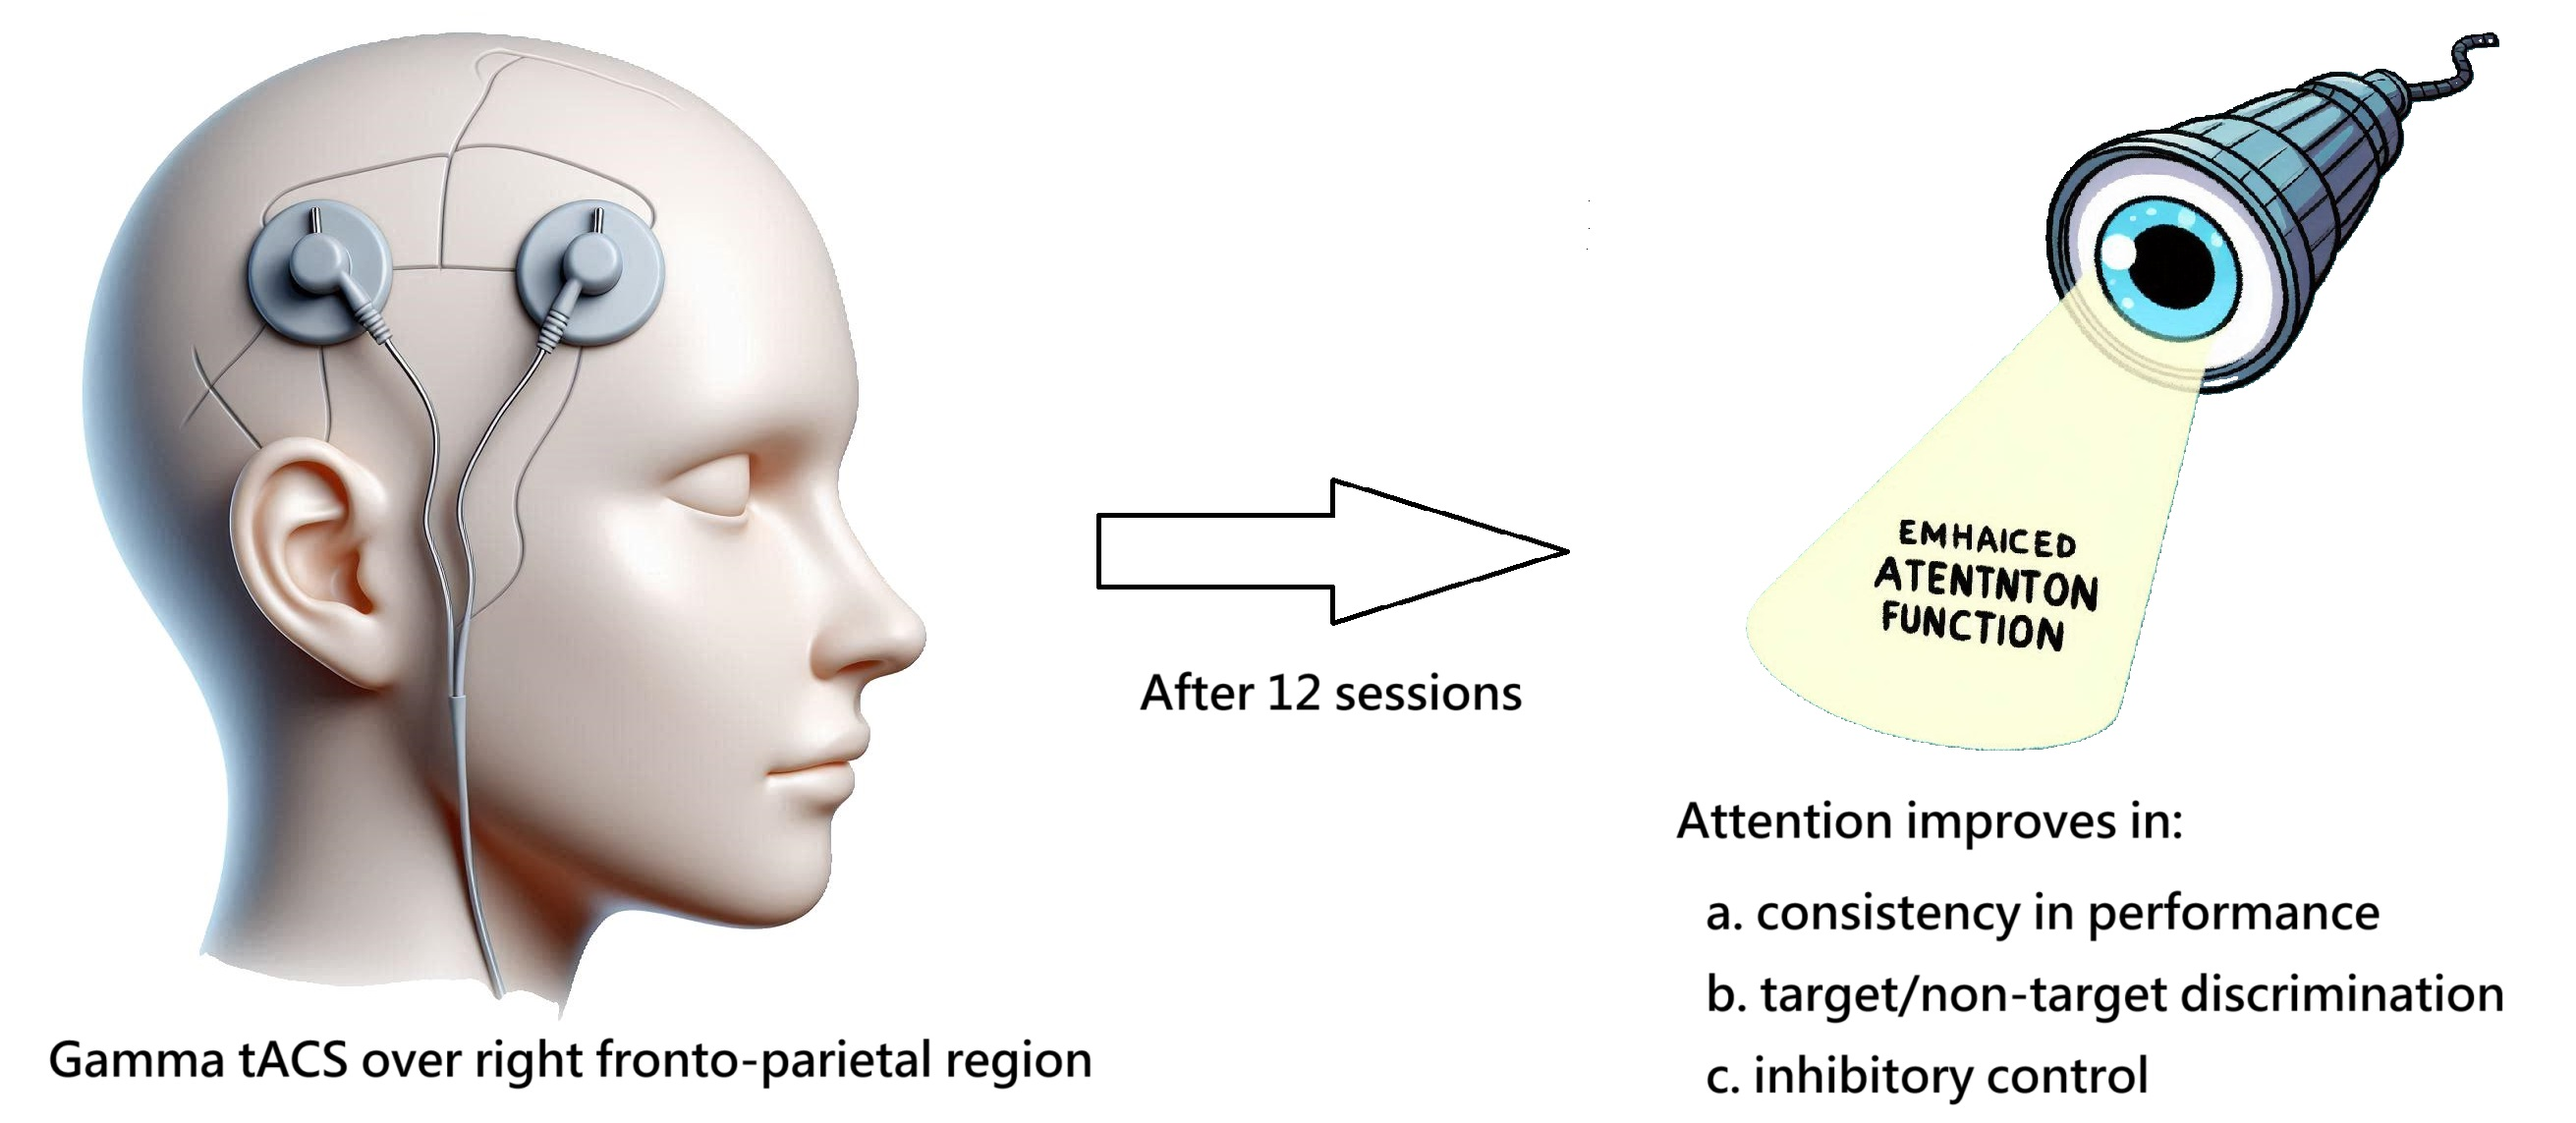 EMHAICED
ATENTNTON
FUNCTION
After 12 sessions
Attention improves in:
a. consistency in performance
b. target/non-target discrimination
c. inhibitory control
Gamma tACS over right fronto-parietal region